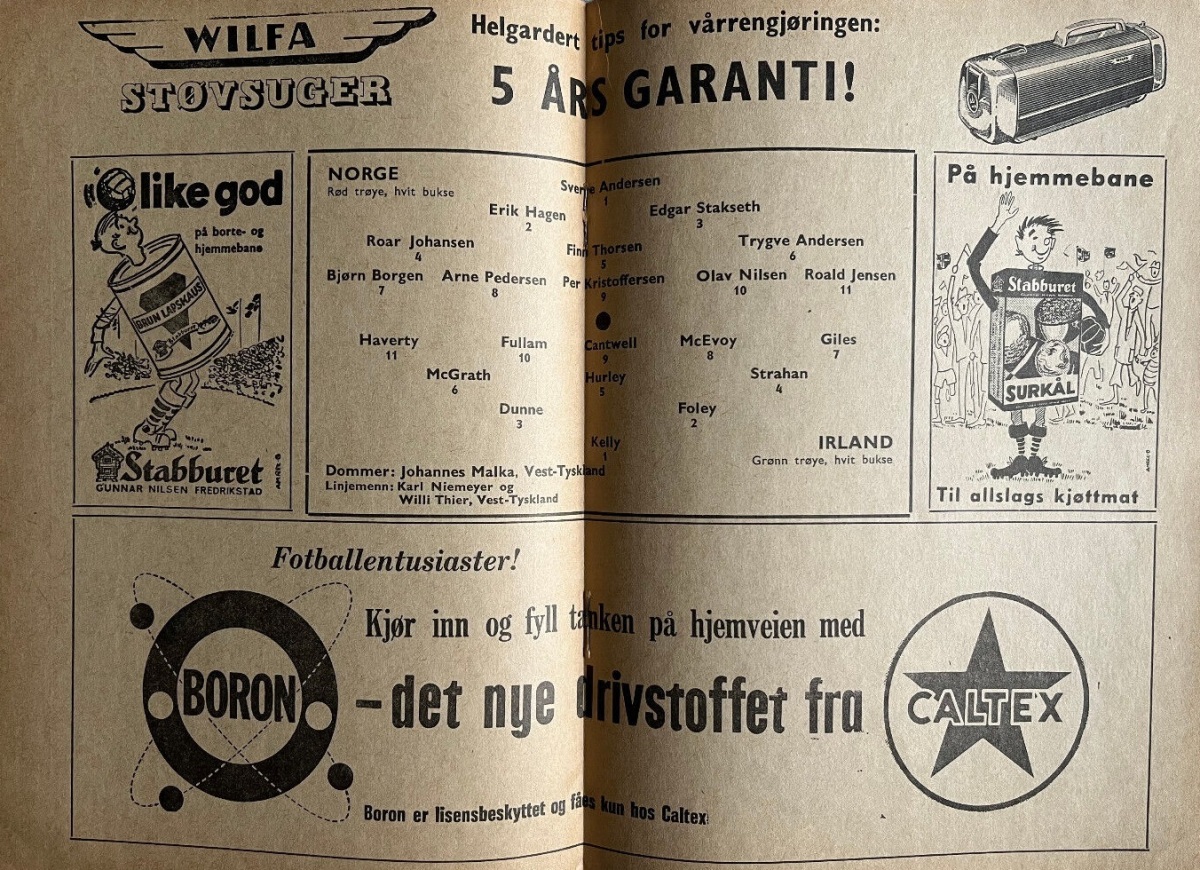 WILFA
STØVSUGER
Helgardert tips for vårrengjøringen:
5 ÅRS GARANTI!
like god
på borte- og
hjemmebane
BRUN LAPSKAUS
Stabburet
Stabburet
GUNNAR NILSEN FREDRIKSTAD
NORGE
Rød trøye, hvit bukse
Sverre Andersen
1
Erik Hagen
2
Edgar Stakseth
3
Roar Johansen
4
Finn Thorsen
5
Trygve Andersen
6
Bjørn Borgen
7
Arne Pedersen
8
Per Kristoffersen
9
Olav Nilsen
10
Roald Jensen
11
Haverty
11
Fullam
10
Cantwell
9
McEvoy
8
Giles
7
McGrath
6
Hurley
5
Strahan
4
Dunne
3
Foley
2
Kelly
1
IRLAND
Grønn trøye, hvit bukse
Dommer: Johannes Malka, Vest-Tyskland
Linjemenn: Karl Niemeyer og
Willi Thier, Vest-Tyskland
På hjemmebane
Stabburet
SURKÅL
Til allslags kjøttmat
Fotballentusiaster!
Kjør inn og fyll tanken på hjemveien med
BORON
– det nye drivstoffet fra
CALTEX
Boron er lisensbeskyttet og fåes kun hos Caltex